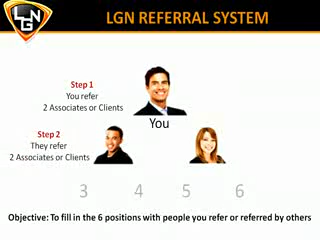 LGN
LGN REFERRAL SYSTEM
Step 1
You refer
2 Associates or Clients
You
Step 2
They refer
2 Associates or Clients
3 4 5 6
Objective: To fill in the 6 positions with people you refer or referred by others